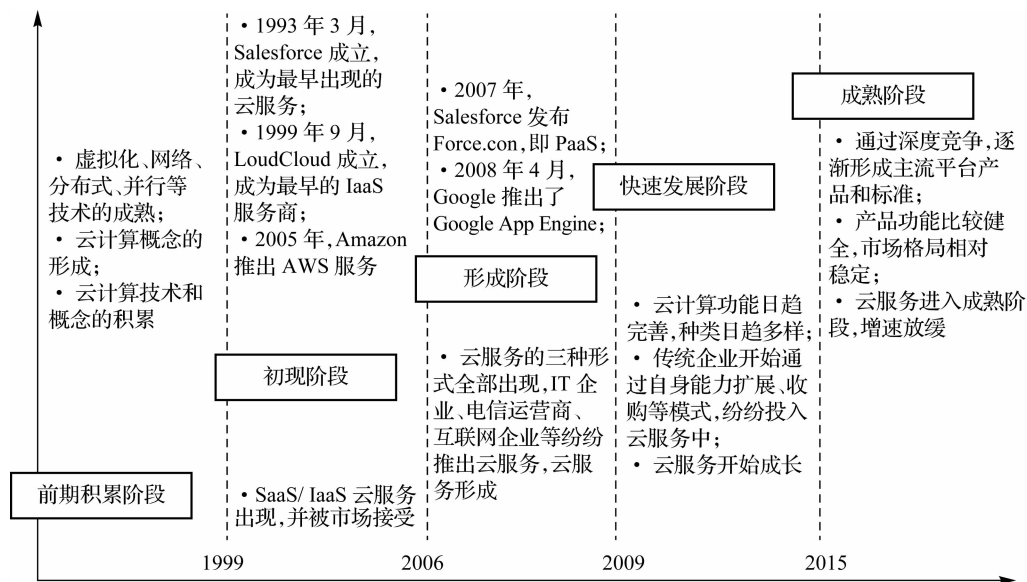 ·虚拟化、网络、
分布式、并行等
技术的成熟;
·云计算概念的
形成;
·云计算技术和
概念的积累
前期积累阶段
·1993 年 3 月,
Salesforce 成立,
成为最早出现的
云服务;
·1999 年 9 月,
LoudCloud 成立,
成为最早的 IaaS
服务商;
·2005 年, Amazon
推出 AWS 服务
初现阶段
·SaaS/ IaaS 云服务
出现,并被市场接受
·2007 年,
Salesforce 发布
Force.con,即 PaaS;
·2008 年 4 月,
Google 推出了
Google App Engine;
形成阶段
·云服务的三种形
式全部出现,IT 企
业、电信运营商、
互联网企业等纷纷
推出云服务,云服
务形成
快速发展阶段
·云计算功能日趋
完善,种类日趋多样;
·传统企业开始通
过自身能力扩展、收
购等模式,纷纷投入
云服务中;
·云服务开始成长
成熟阶段
·通过深度竞争,逐
渐形成主流平台产
品和标准;
·产品功能比较健
全,市场格局相对
稳定;
·云服务进入成熟阶
段,增速放缓
1999
2006
2009
2015